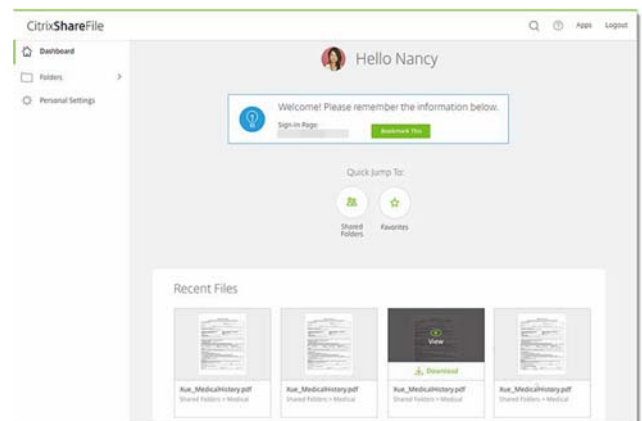 CitrixShareFile
Apps Logout
Dashboard
Folders
Personal Settings
Hello Nancy
Welcome! Please remember the information below.
Sign-in Page:
Bookmark This
Quick Jump To:
Shared Folders
Favorites
Recent Files
View
Download
Xue_MedicalHistory.pdf
Shared Folders > Medical
Xue_MedicalHistory.pdf
Shared Folders > Medical
Xue_MedicalHistory.pdf
Shared Folders > Medical
Xue_MedicalHistory.pdf
Shared Folders > Medical